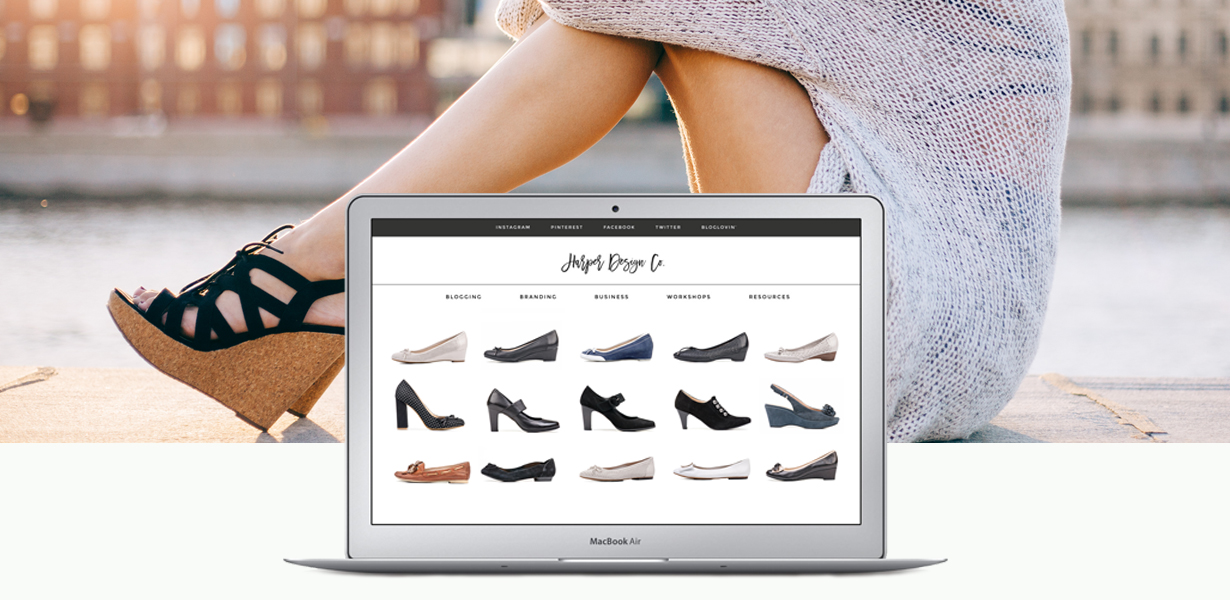 INSTAGRAM PINTEREST FACEBOOK TWITTER BLOGLOVIN'
Harper Design Co.
BLOGGING BRANDING BUSINESS WORKSHOPS RESOURCES
MacBook Air